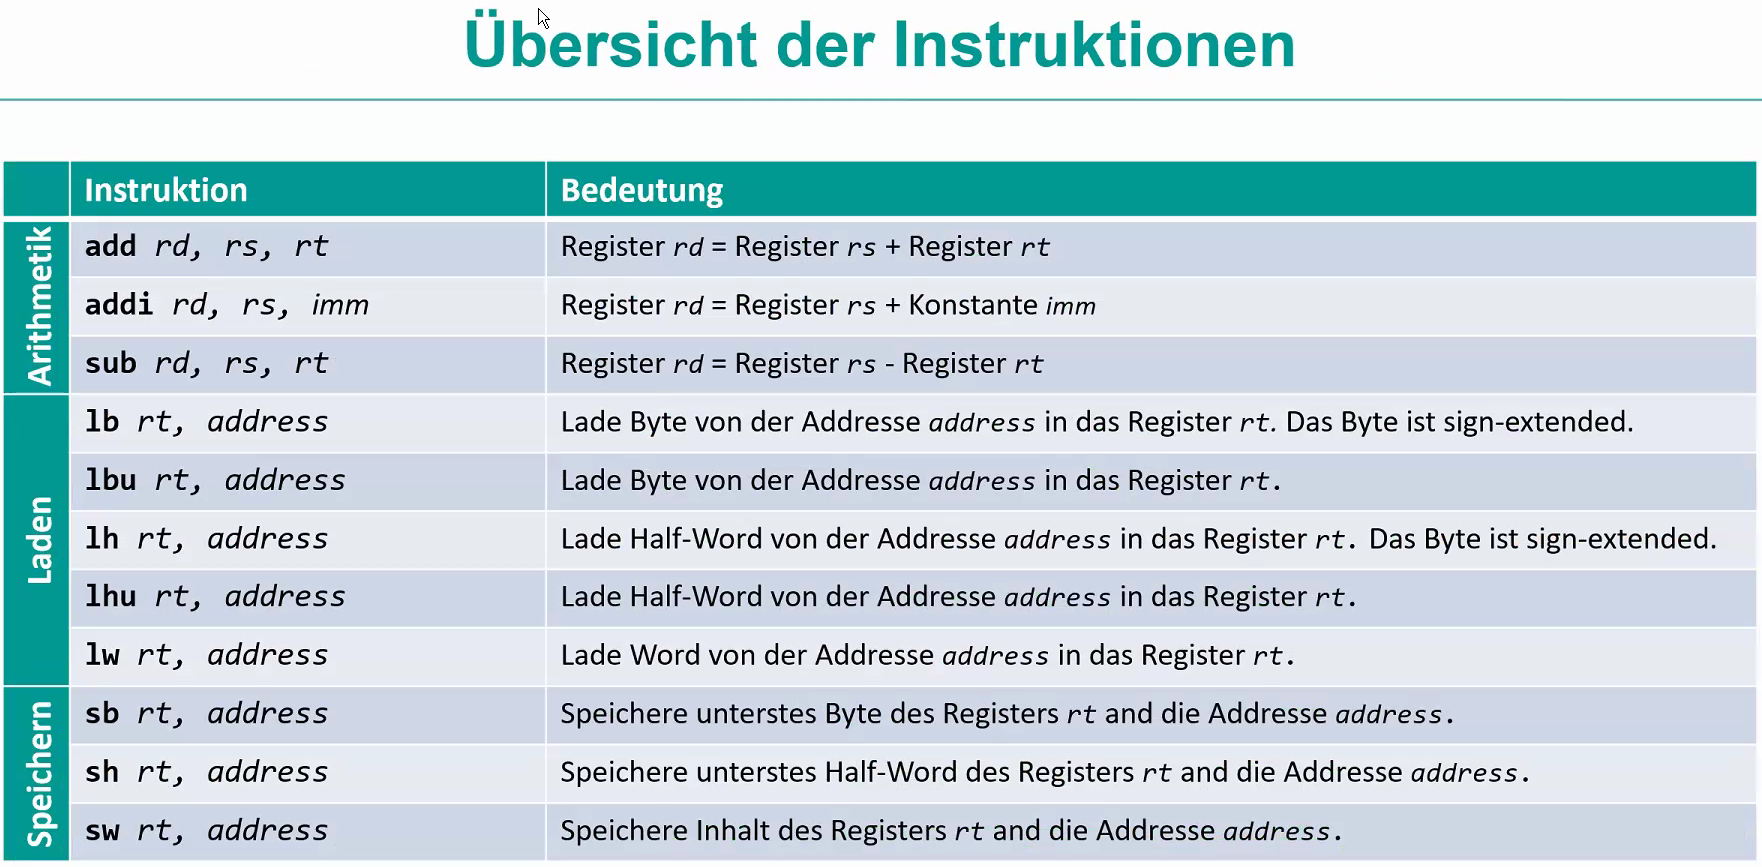 Übersicht der Instruktionen
Instruktion Bedeutung
Arithmetik
add rd, rs, rt Register rd = Register rs + Register rt
addi rd, rs, imm Register rd = Register rs + Konstante imm
sub rd, rs, rt Register rd = Register rs - Register rt
Laden
lb rt, address Lade Byte von der Addresse address in das Register rt. Das Byte ist sign-extended.
lbu rt, address Lade Byte von der Addresse address in das Register rt.
lh rt, address Lade Half-Word von der Addresse address in das Register rt. Das Byte ist sign-extended.
lhu rt, address Lade Half-Word von der Addresse address in das Register rt.
lw rt, address Lade Word von der Addresse address in das Register rt.
Speichern
sb rt, address Speichere unterstes Byte des Registers rt and die Addresse address.
sh rt, address Speichere unterstes Half-Word des Registers rt and die Addresse address.
sw rt, address Speichere Inhalt des Registers rt and die Addresse address.